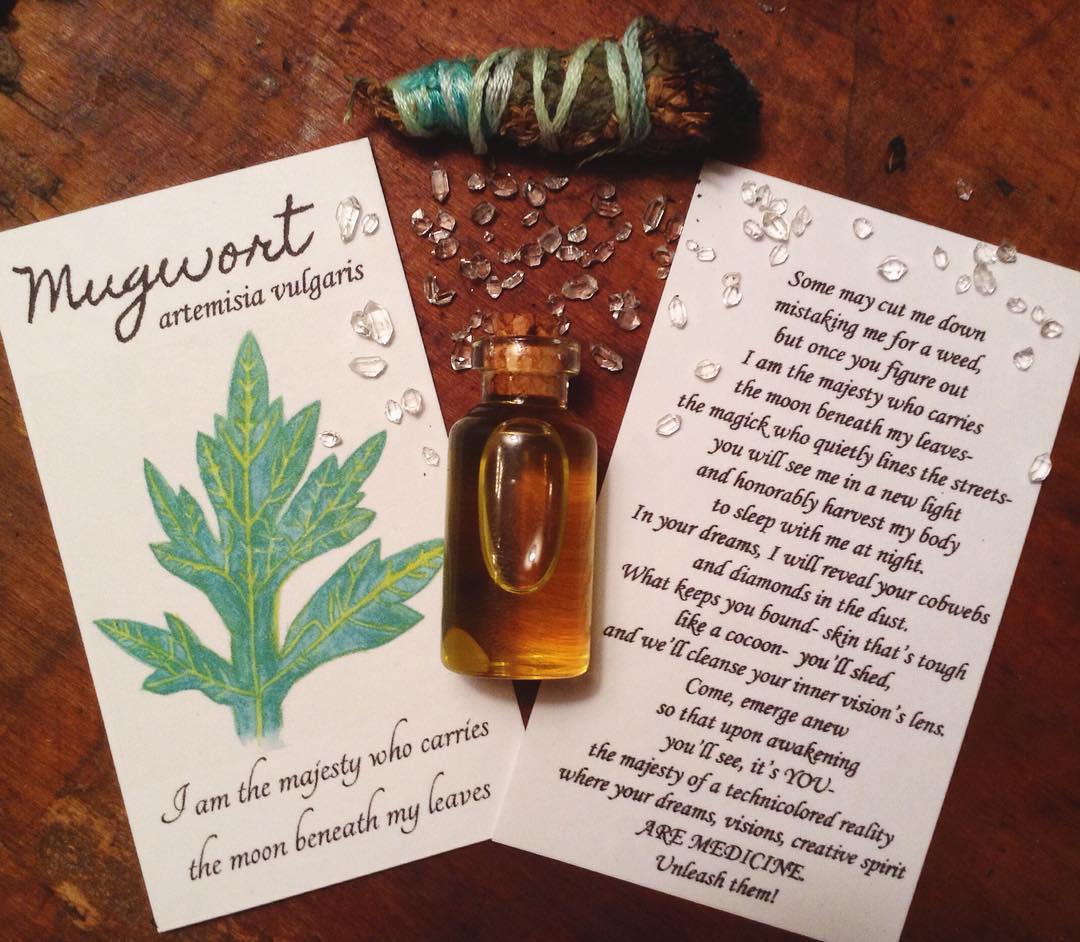 Mugwort
artemisia vulgaris
I am the majesty who carries
the moon beneath my leaves
Some may cut me down
mistaking me for a weed,
but once you figure out
I am the majesty who carries
the moon beneath my leaves-
the magick who quietly lines the streets-
you will see me in a new light
and honorably harvest my body
to sleep with me at night.
In your dreams, I will reveal your cobwebs
and diamonds in the dust.
What keeps you bound- skin that's tough
like a cocoon- you'll shed,
and we'll cleanse your inner vision's lens.
Come, emerge anew
so that upon awakening
you'll see, it's YOU-
the majesty of a technicolored reality
where your dreams, visions, creative spirit
ARE MEDICINE.
Unleash them!